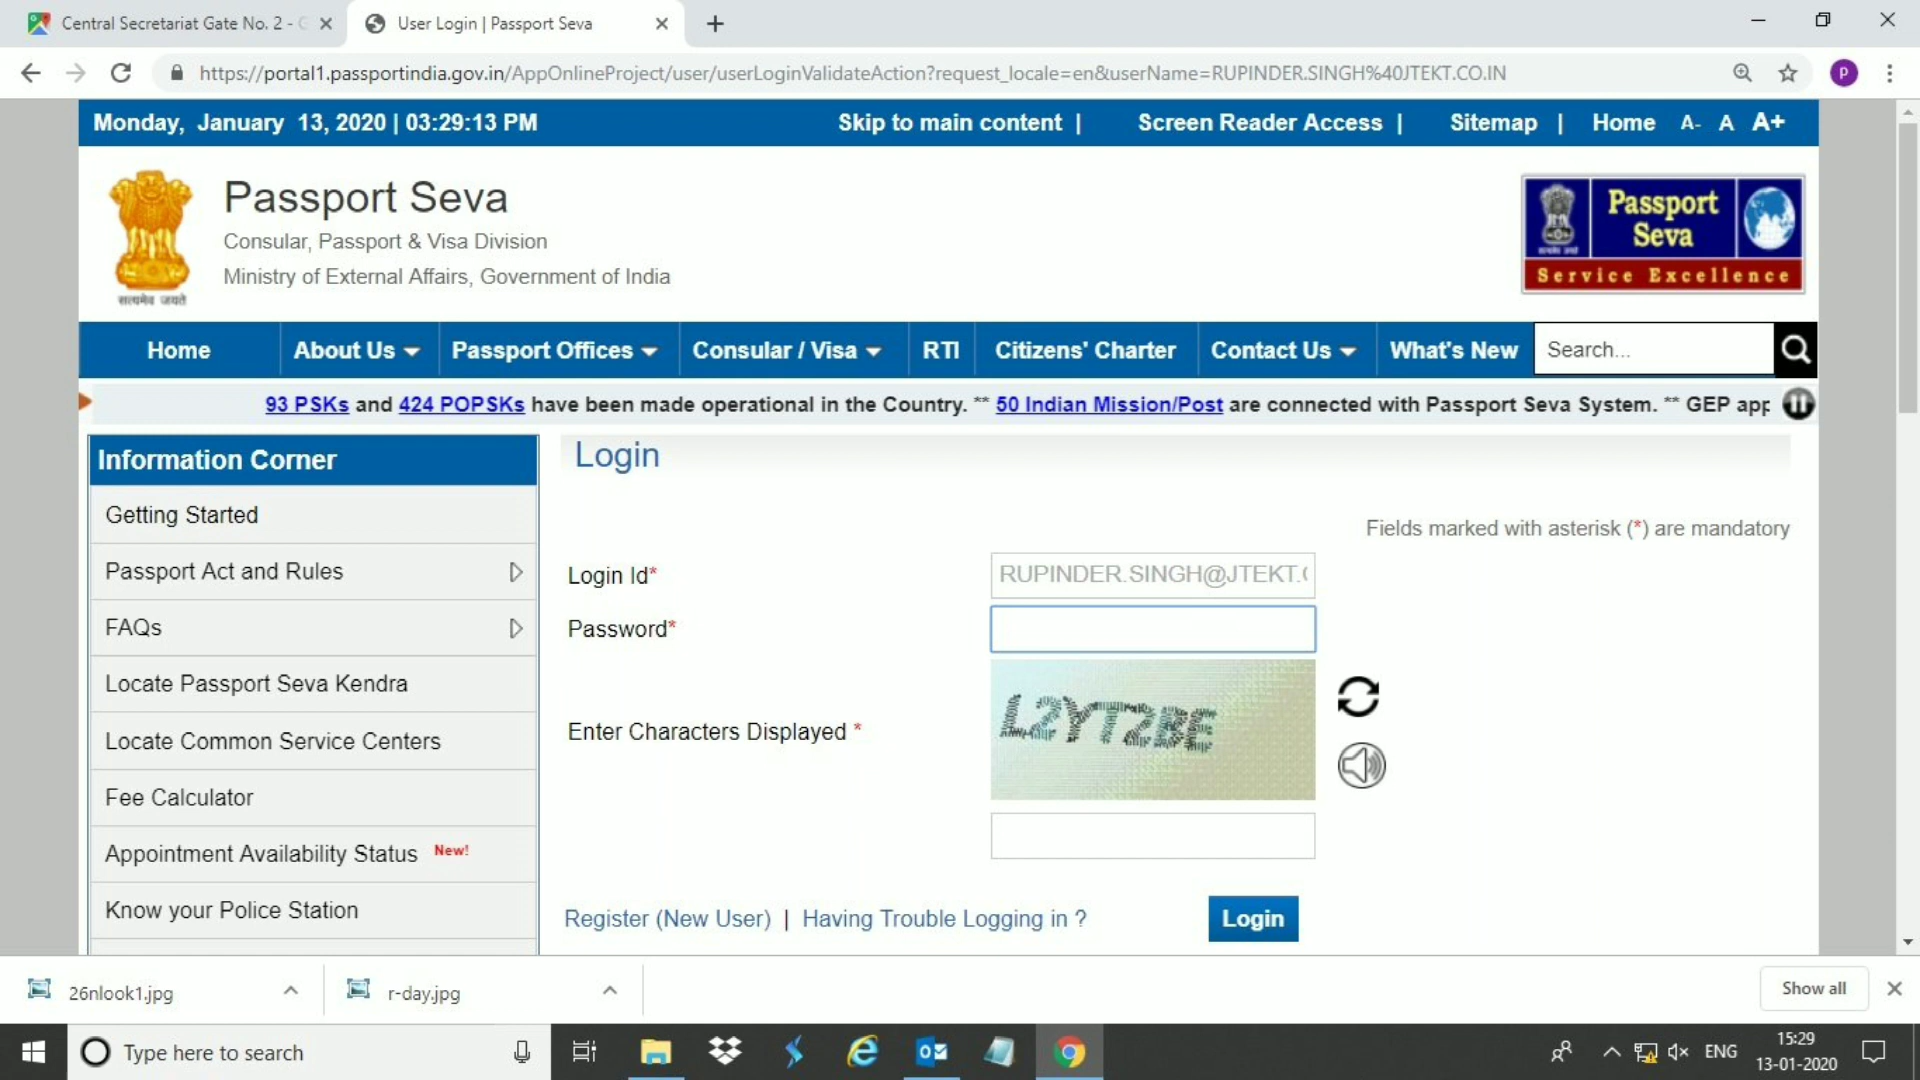 Central Secretariat Gate No. 2 - G
User Login | Passport Seva
https://portal1.passportindia.gov.in/AppOnlineProject/user/userLoginValidateAction?request_locale=en&userName=RUPINDER.SINGH%40JTEKT.CO.IN
P
Monday, January 13, 2020 | 03:29:13 PM
Skip to main content | Screen Reader Access | Sitemap | Home A- A A+
Passport Seva
Consular, Passport & Visa Division
Ministry of External Affairs, Government of India
सत्यमेव जयते
Passport
Seva
Service Excellence
Home About Us Passport Offices Consular / Visa RTI Citizens' Charter Contact Us What's New Search...
93 PSKs and 424 POPSKs have been made operational in the Country. ** 50 Indian Mission/Post are connected with Passport Seva System. ** GEP app
Information Corner
Getting Started
Passport Act and Rules
FAQs
Locate Passport Seva Kendra
Locate Common Service Centers
Fee Calculator
Appointment Availability Status New!
Know your Police Station
Login
Fields marked with asterisk (*) are mandatory
Login Id* RUPINDER.SINGH@JTEKT.
Password*
L2YT2BE
Enter Characters Displayed *
Register (New User) | Having Trouble Logging in ? Login
26nlook1.jpg
r-day.jpg
Show all
Type here to search
ENG
15:29
13-01-2020